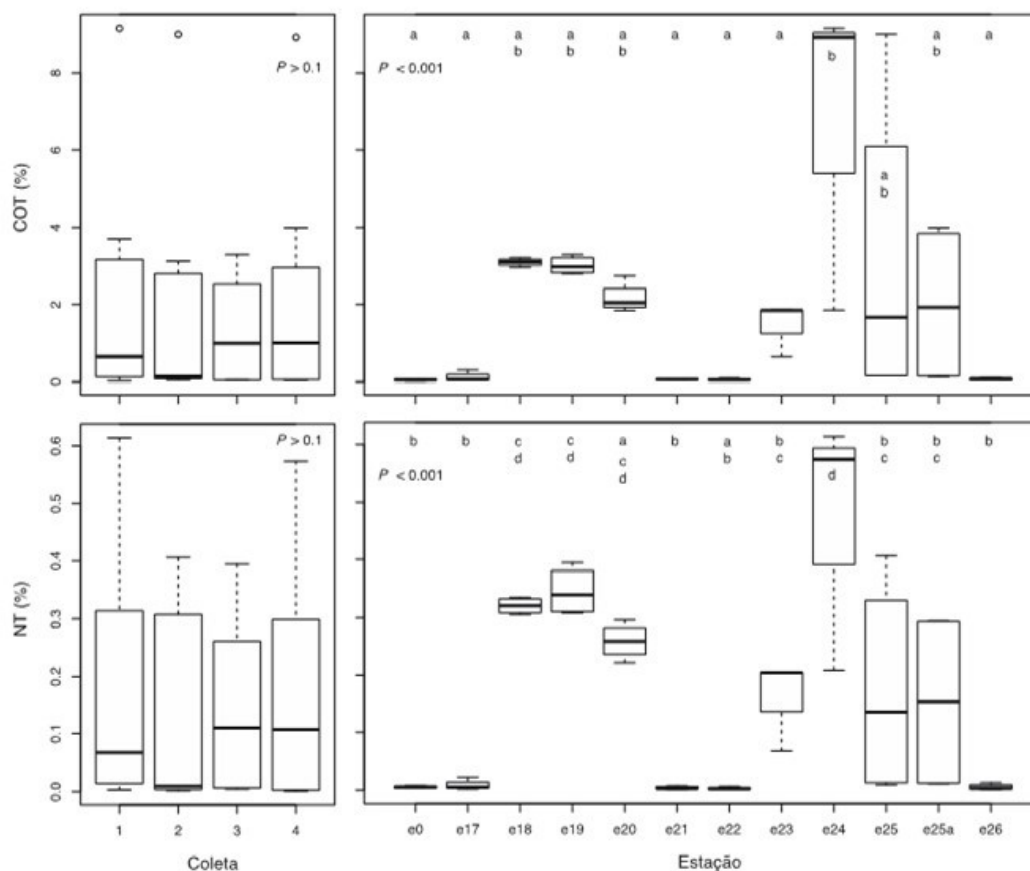 COT (%)
8
6
4
2
0
P > 0.1
P < 0.001
a a a a a a a a a a
b b b b b
a
b
NT (%)
0.6
0.5
0.4
0.3
0.2
0.1
0.0
P > 0.1
P < 0.001
b b c c a b a b b b b
d d c b c d c c
d
1 2 3 4
e0 e17 e18 e19 e20 e21 e22 e23 e24 e25 e25a e26
Coleta
Estação